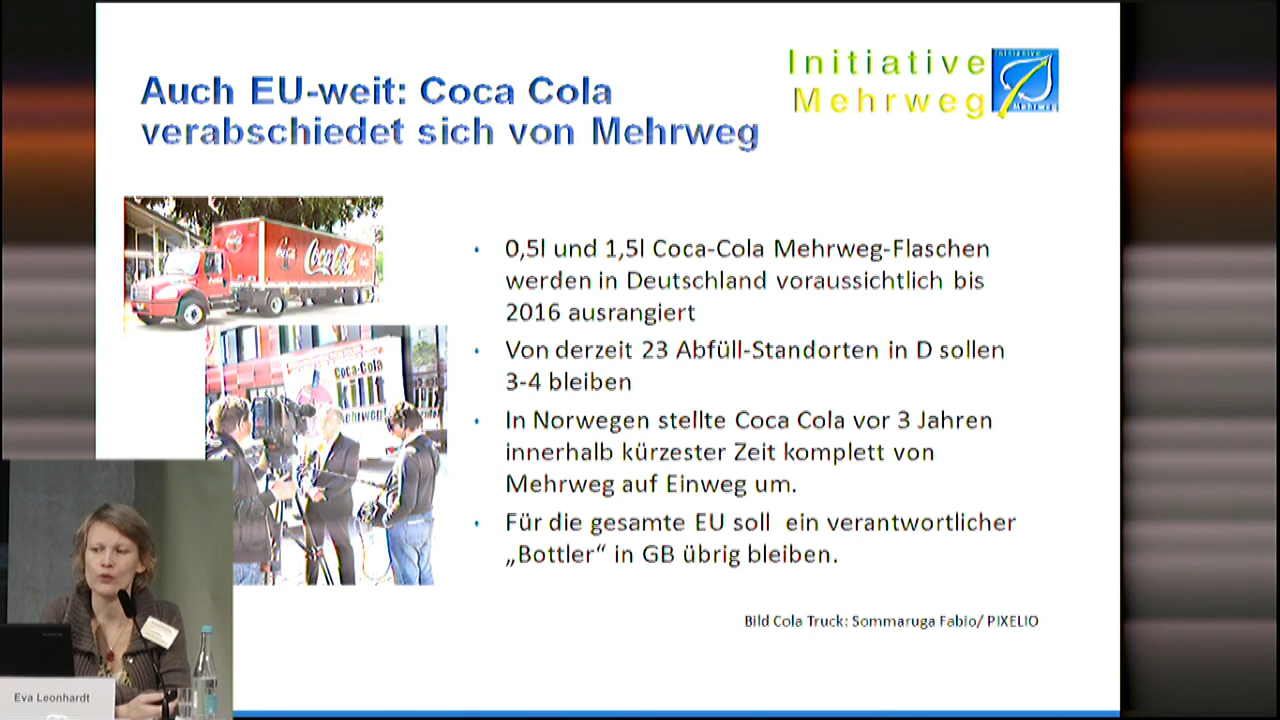 Auch EU-weit: Coca Cola
verabschiedet sich von Mehrweg
Initiative
Mehrweg
Initiative
Mehrweg
Coca-Cola
Coca-Cola
killt
Mehrweg!
• 0,5l und 1,5l Coca-Cola Mehrweg-Flaschen
werden in Deutschland voraussichtlich bis
2016 ausrangiert
• Von derzeit 23 Abfüll-Standorten in D sollen
3-4 bleiben
• In Norwegen stellte Coca Cola vor 3 Jahren
innerhalb kürzester Zeit komplett von
Mehrweg auf Einweg um.
• Für die gesamte EU soll ein verantwortlicher
„Bottler“ in GB übrig bleiben.
Bild Cola Truck: Sommaruga Fabio/ PIXELIO
Eva Leonhardt